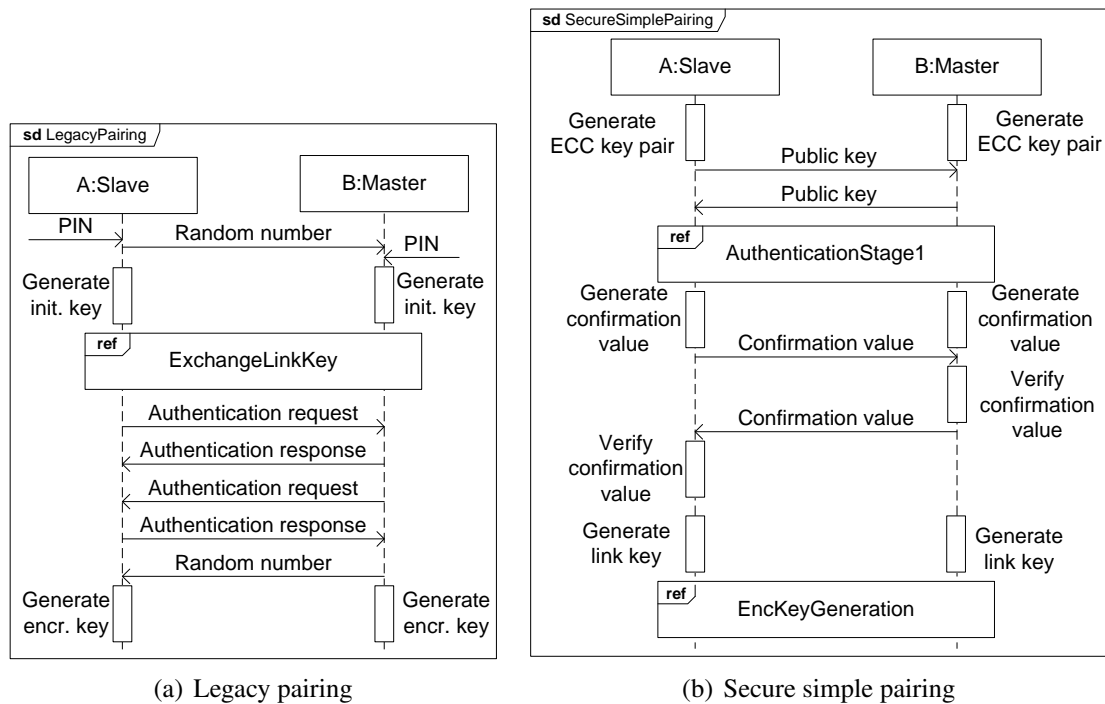 sd LegacyPairing
A:Slave
B:Master
PIN
Random number
PIN
Generate
init. key
Generate
init. key
ref
ExchangeLinkKey
Authentication request
Authentication response
Authentication request
Authentication response
Random number
Generate
encr. key
Generate
encr. key
(a) Legacy pairing
sd SecureSimplePairing
A:Slave
B:Master
Generate
ECC key pair
Generate
ECC key pair
Public key
Public key
ref
AuthenticationStage1
Generate
confirmation
value
Generate
confirmation
value
Confirmation value
Verify
confirmation
value
Confirmation value
Verify
confirmation
value
Generate
link key
Generate
link key
ref
EncKeyGeneration
(b) Secure simple pairing